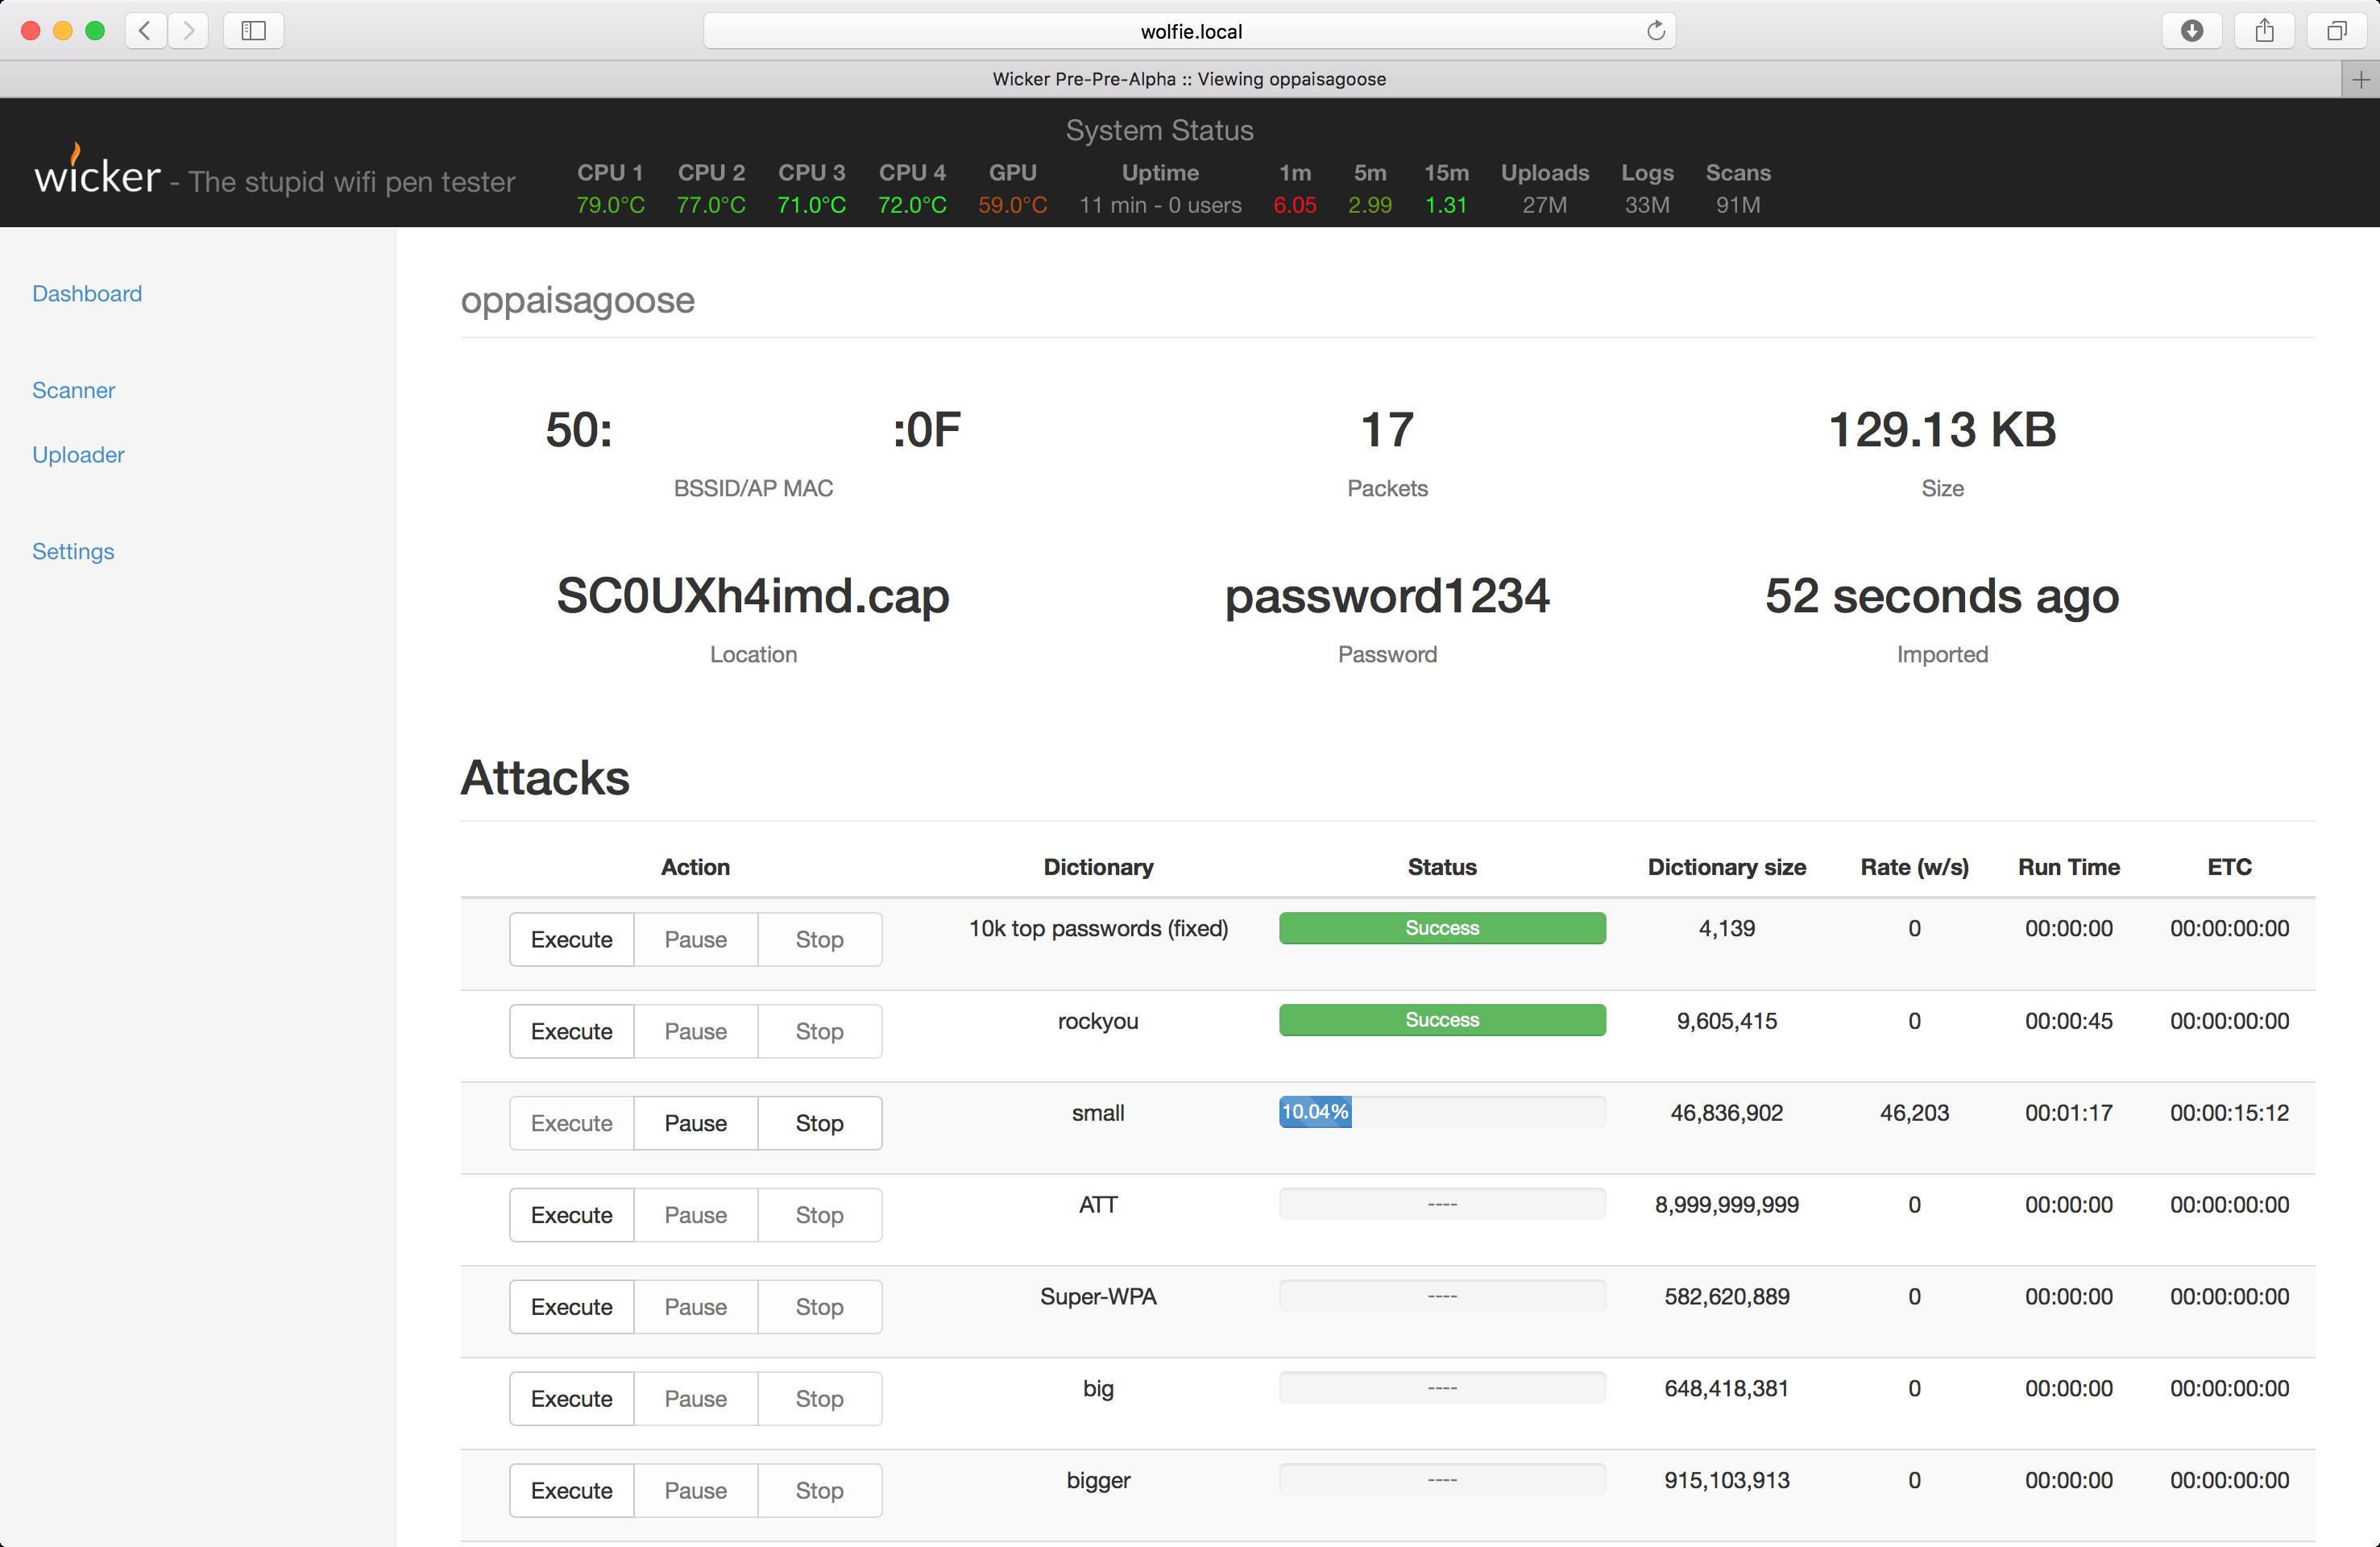 wolfie.local
Wicker Pre-Pre-Alpha :: Viewing oppaisagoose
System Status
wicker - The stupid wifi pen tester
CPU 1 CPU 2 CPU 3 CPU 4 GPU Uptime 1m 5m 15m Uploads Logs Scans
79.0°C 77.0°C 71.0°C 72.0°C 59.0°C 11 min - 0 users 6.05 2.99 1.31 27M 33M 91M
Dashboard
Scanner
Uploader
Settings
oppaisagoose
50: :0F 17 129.13 KB
BSSID/AP MAC Packets Size
SC0UXh4imd.cap password1234 52 seconds ago
Location Password Imported
Attacks
Action Dictionary Status Dictionary size Rate (w/s) Run Time ETC
Execute Pause Stop 10k top passwords (fixed) Success 4,139 0 00:00:00 00:00:00:00
Execute Pause Stop rockyou Success 9,605,415 0 00:00:45 00:00:00:00
Execute Pause Stop small 10.04% 46,836,902 46,203 00:01:17 00:00:15:12
Execute Pause Stop ATT ---- 8,999,999,999 0 00:00:00 00:00:00:00
Execute Pause Stop Super-WPA ---- 582,620,889 0 00:00:00 00:00:00:00
Execute Pause Stop big ---- 648,418,381 0 00:00:00 00:00:00:00
Execute Pause Stop bigger ---- 915,103,913 0 00:00:00 00:00:00:00